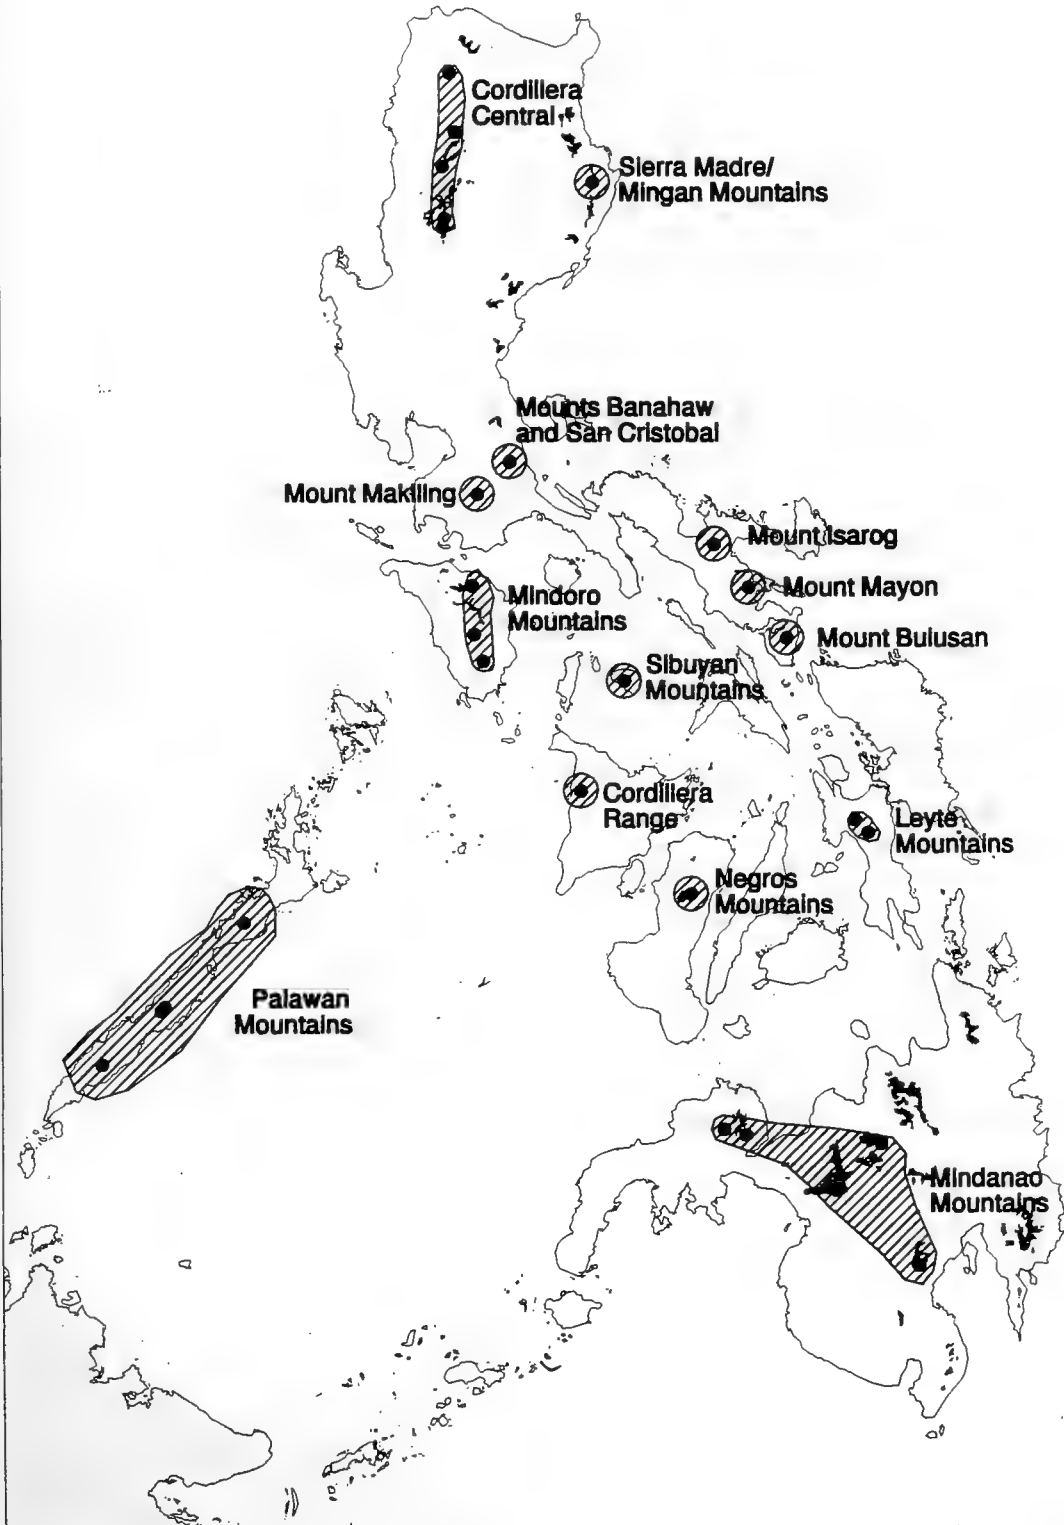 Cordillera
Central
Sierra Madre/
Mingan Mountains
Mounts Banahaw
and San Cristobal
Mount Makiling
Mount Isarog
Mount Mayon
Mindoro
Mountains
Mount Bulusan
Sibuyan
Mountains
Cordillera
Range
Leyte
Mountains
Negros
Mountains
Palawan
Mountains
Mindanao
Mountains